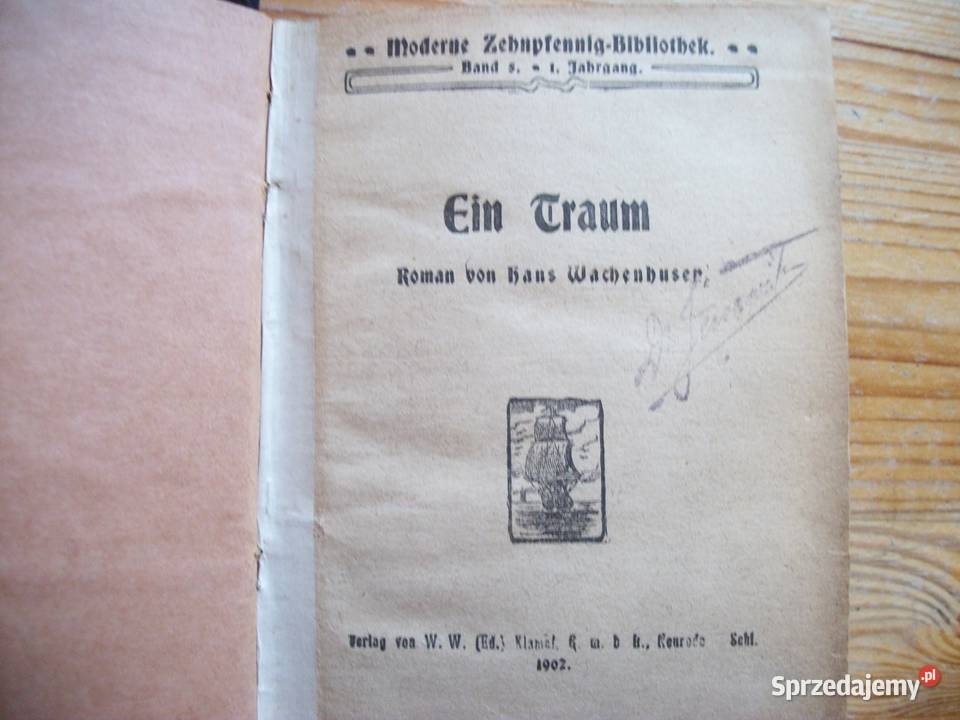 Moderne Zehnpfennig-Bibliothek.
Band 5. - 1. Jahrgang.
Ein Traum
Roman von Hans Wachenhusen,
Verlag von W. W. (Ed.) Klambt, G. m. b H., Neurode Schl.
1902.
Sprzedajemy.pl